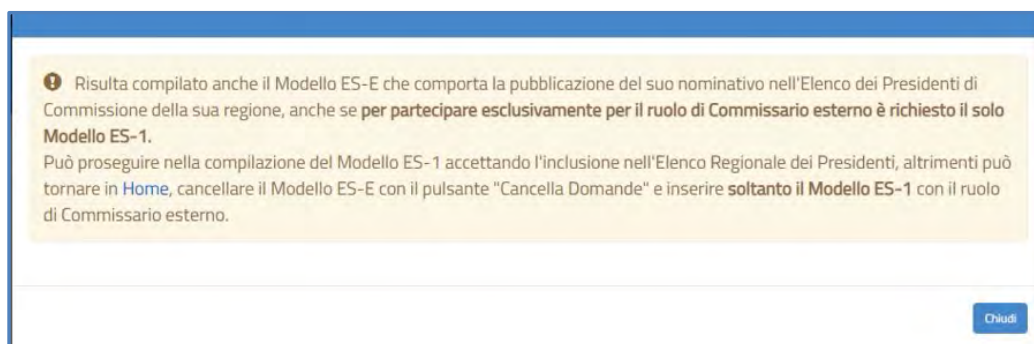 Risulta compilato anche il Modello ES-E che comporta la pubblicazione del suo nominativo nell'Elenco dei Presidenti di
Commissione della sua regione, anche se per partecipare esclusivamente per il ruolo di Commissario esterno è richiesto il solo
Modello ES-1.
Può proseguire nella compilazione del Modello ES-1 accettando l'inclusione nell'Elenco Regionale dei Presidenti, altrimenti può
tornare in Home, cancellare il Modello ES-E con il pulsante "Cancella Domande" e inserire soltanto il Modello ES-1 con il ruolo
di Commissario esterno.
Chiudi